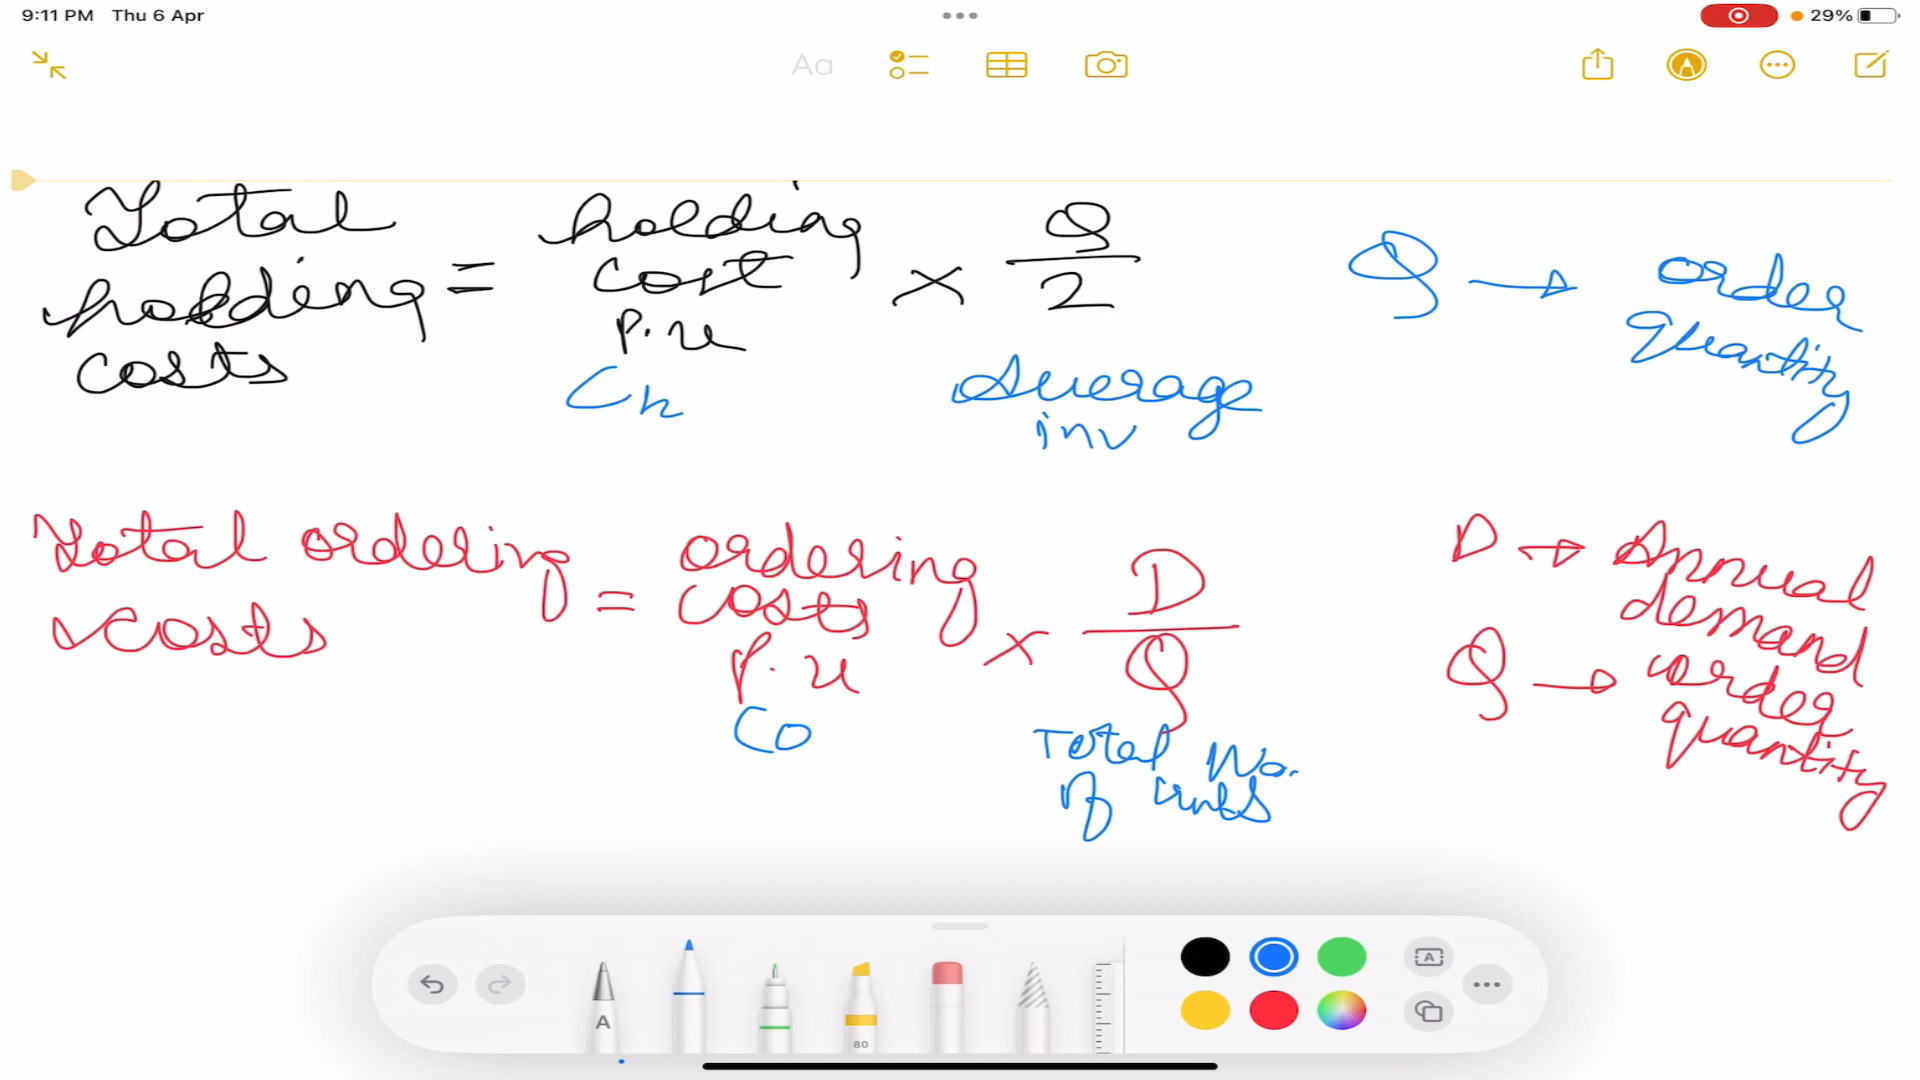 9:11 PM Thu 6 Apr
29%
Aa
Total holding costs = holding cost p.u × Q/2
Ch
Average inv
Q → order quantity
Total ordering costs = ordering costs p.u × D/Q
Co
Total No. of units
D → Annual demand
Q → order quantity
A
80
A